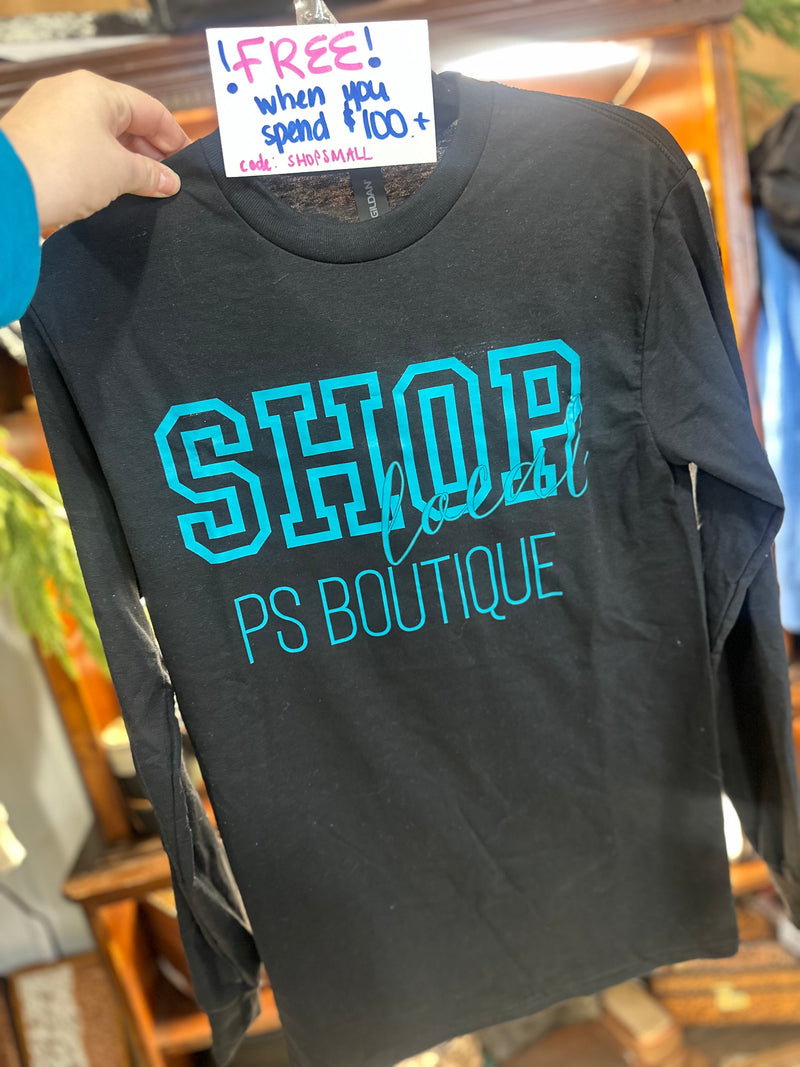 !FREE!
when you
spend $100.+
code: SHOPSMALL
GILDAN
SHOP
local
PS BOUTIQUE